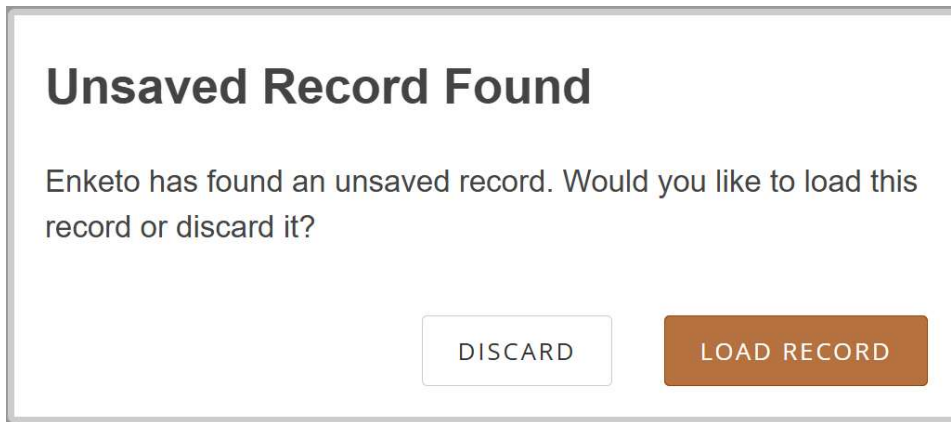 Unsaved Record Found
Enketo has found an unsaved record. Would you like to load this
record or discard it?
DISCARD
LOAD RECORD